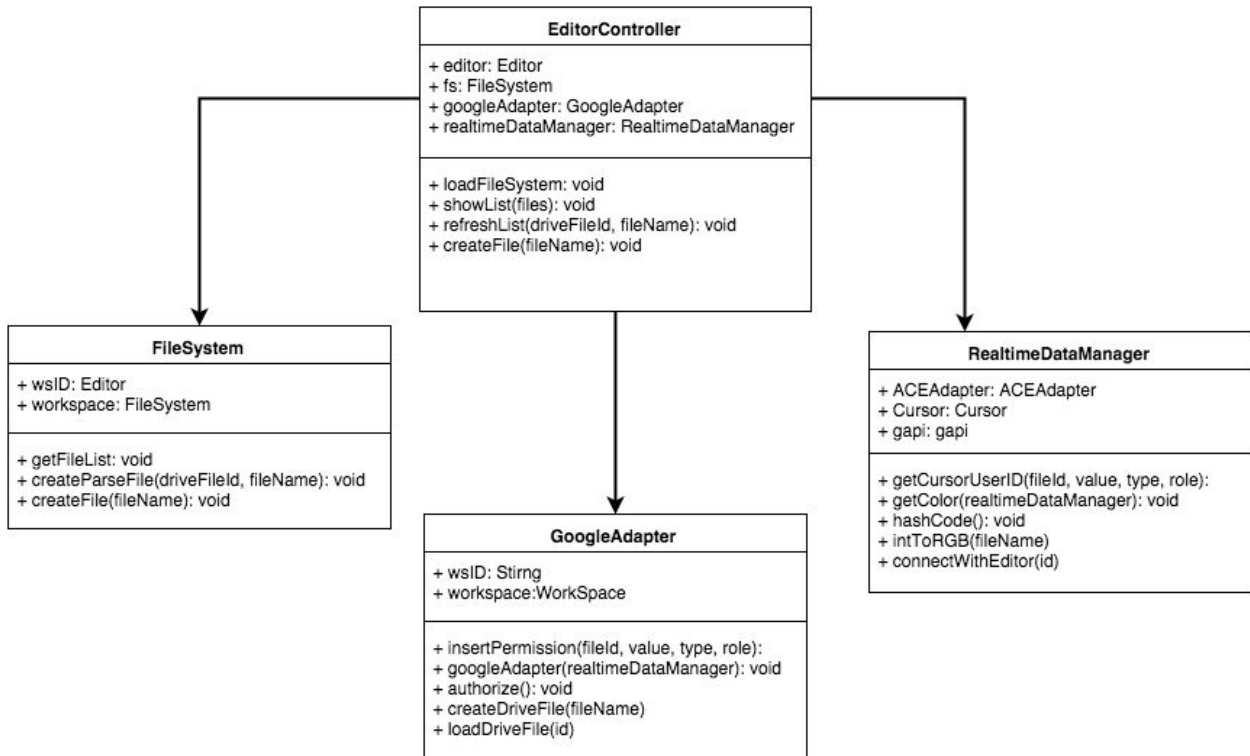 EditorController
+ editor: Editor
+ fs: FileSystem
+ googleAdapter: GoogleAdapter
+ realtimeDataManager: RealtimeDataManager
+ loadFileSystem: void
+ showList(files): void
+ refreshList(driveFileId, fileName): void
+ createFile(fileName): void
FileSystem
+ wsID: Editor
+ workspace: FileSystem
+ getFileList: void
+ createParseFile(driveFileId, fileName): void
+ createFile(fileName): void
GoogleAdapter
+ wsID: Stirng
+ workspace:WorkSpace
+ insertPermission(fileId, value, type, role):
+ googleAdapter(realtimeDataManager): void
+ authorize(): void
+ createDriveFile(fileName)
+ loadDriveFile(id)
RealtimeDataManager
+ ACEAdapter: ACEAdapter
+ Cursor: Cursor
+ gapi: gapi
+ getCursorUserID(fileId, value, type, role):
+ getColor(realtimeDataManager): void
+ hashCode(): void
+ intToRGB(fileName)
+ connectWithEditor(id)